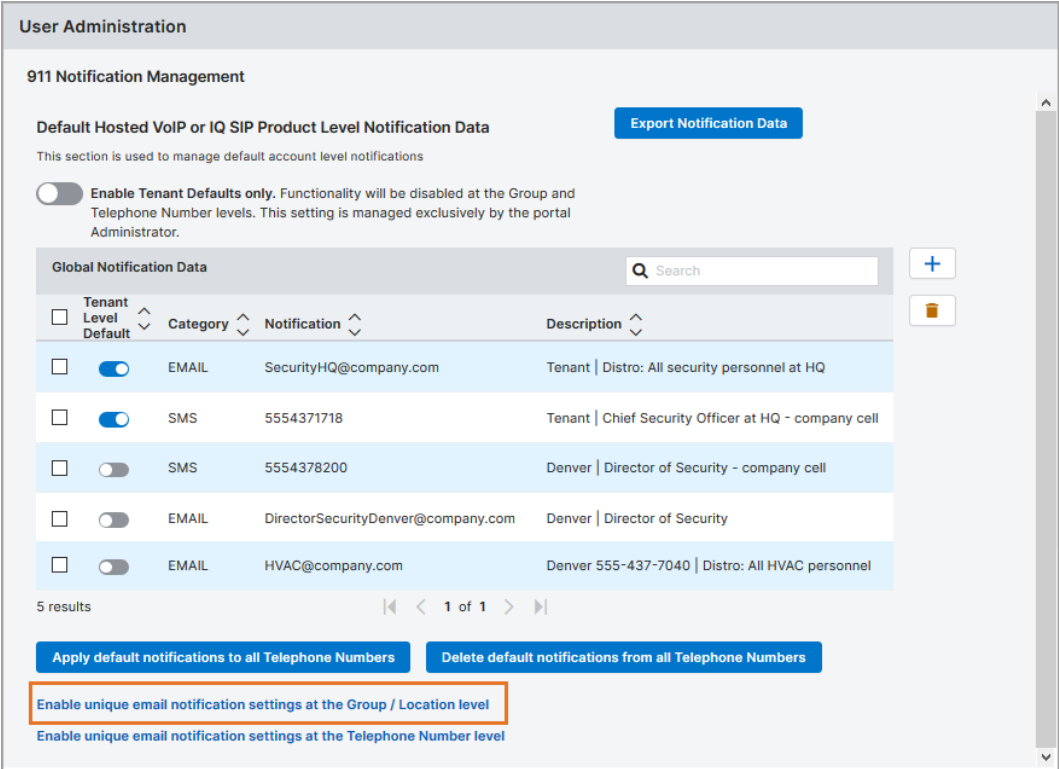 User Administration
911 Notification Management
Default Hosted VoIP or IQ SIP Product Level Notification Data
Export Notification Data
This section is used to manage default account level notifications
Enable Tenant Defaults only. Functionality will be disabled at the Group and
Telephone Number levels. This setting is managed exclusively by the portal
Administrator.
Global Notification Data
Search
Tenant
Level
Default
Category
Notification
Description
EMAIL SecurityHQ@company.com Tenant | Distro: All security personnel at HQ
SMS 5554371718 Tenant | Chief Security Officer at HQ - company cell
SMS 5554378200 Denver | Director of Security - company cell
EMAIL DirectorSecurityDenver@company.com Denver | Director of Security
EMAIL HVAC@company.com Denver 555-437-7040 | Distro: All HVAC personnel
5 results
1 of 1
Apply default notifications to all Telephone Numbers
Delete default notifications from all Telephone Numbers
Enable unique email notification settings at the Group / Location level
Enable unique email notification settings at the Telephone Number level